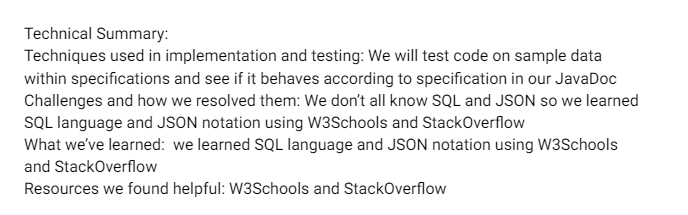 Technical Summary:
Techniques used in implementation and testing: We will test code on sample data
within specifications and see if it behaves according to specification in our JavaDoc
Challenges and how we resolved them: We don’t all know SQL and JSON so we learned
SQL language and JSON notation using W3Schools and StackOverflow
What we’ve learned:  we learned SQL language and JSON notation using W3Schools
and StackOverflow
Resources we found helpful: W3Schools and StackOverflow